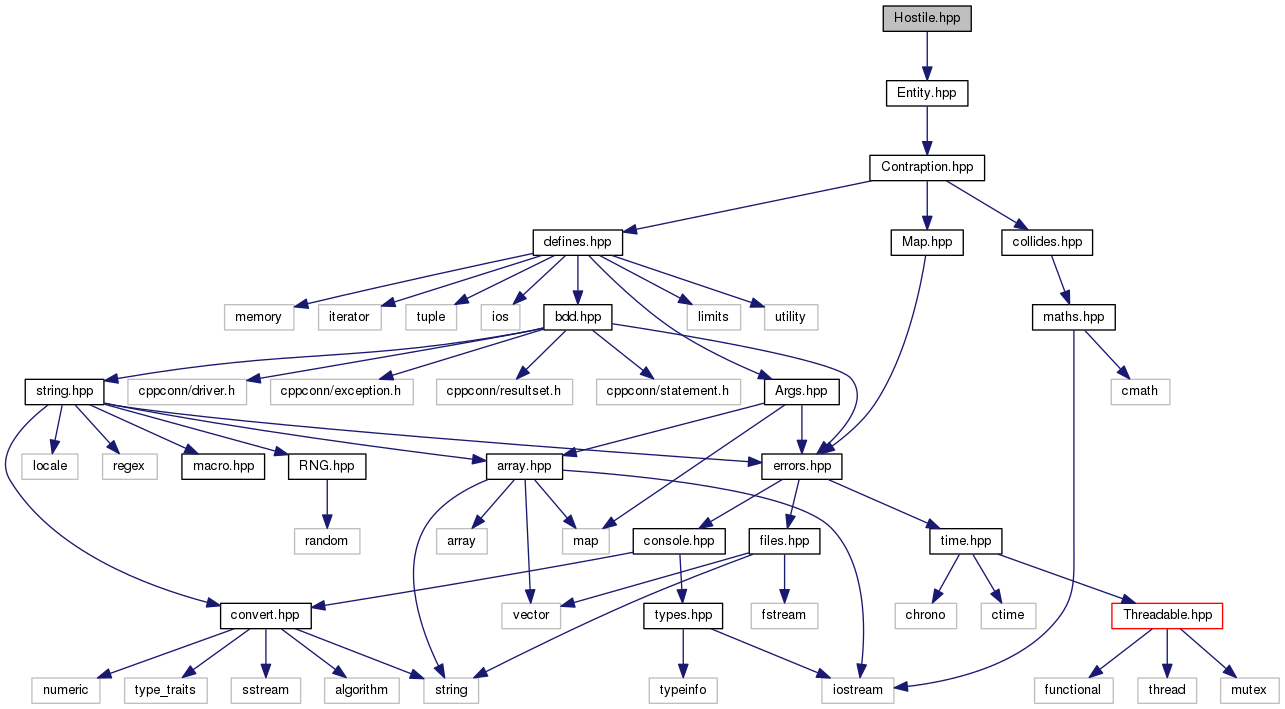 Hostile.hpp
Entity.hpp
Contraption.hpp
defines.hpp
Map.hpp
collides.hpp
memory
iterator
tuple
ios
bdd.hpp
limits
utility
maths.hpp
string.hpp
cppconn/driver.h
cppconn/exception.h
cppconn/resultset.h
cppconn/statement.h
Args.hpp
cmath
locale
regex
macro.hpp
RNG.hpp
array.hpp
errors.hpp
random
array
map
console.hpp
files.hpp
time.hpp
convert.hpp
vector
types.hpp
fstream
chrono
ctime
Threadable.hpp
numeric
type_traits
sstream
algorithm
string
typeinfo
iostream
functional
thread
mutex